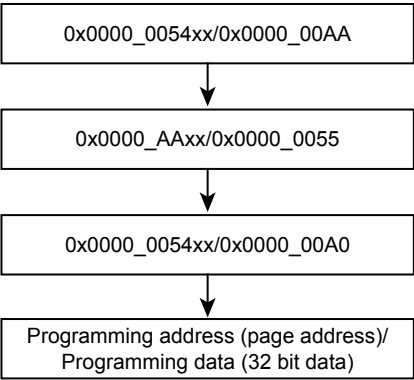 0x0000_0054xx/0x0000_00AA
0x0000_AAxx/0x0000_0055
0x0000_0054xx/0x0000_00A0
Programming address (page address)/
Programming data (32 bit data)